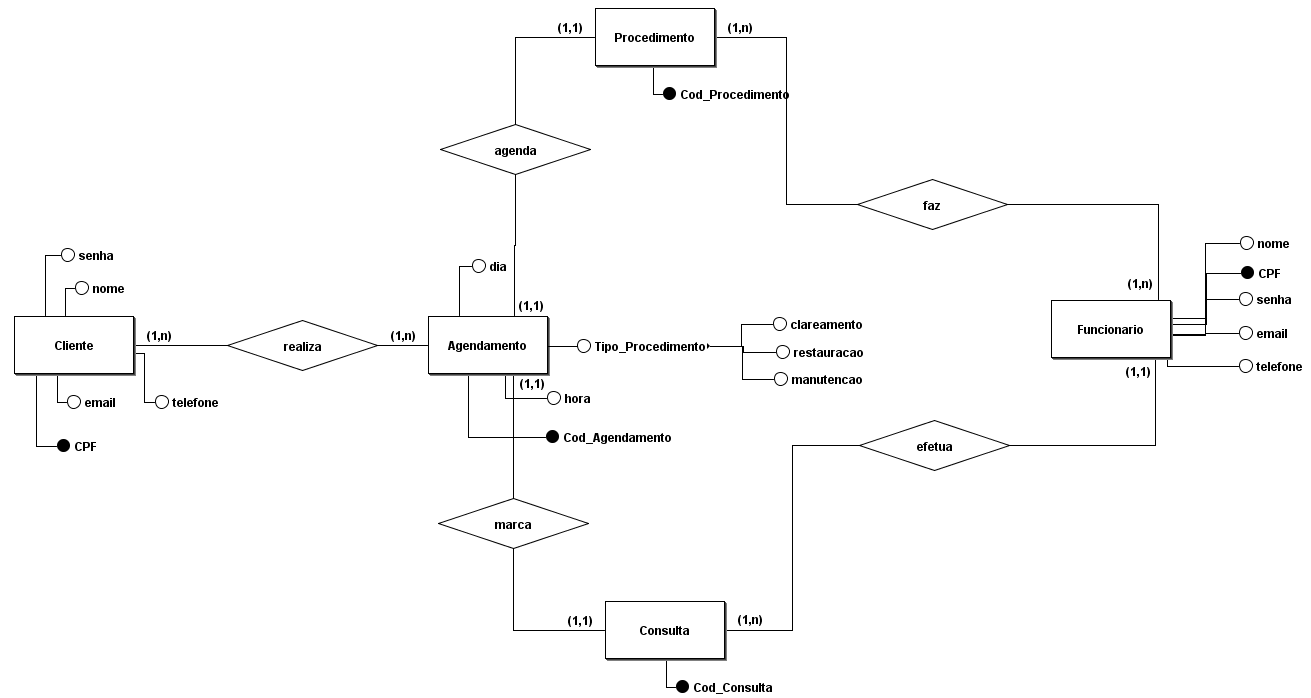 (1,1)
Procedimento
(1,n)
Cod_Procedimento
agenda
faz
senha
nome
dia
nome
CPF
senha
email
telefone
(1,n)
Funcionario
(1,1)
(1,1)
Cliente
(1,n)
realiza
(1,n)
Agendamento
Tipo_Procedimento
clareamento
restauracao
manutencao
(1,1)
hora
email
telefone
CPF
Cod_Agendamento
efetua
marca
(1,1)
Consulta
(1,n)
Cod_Consulta